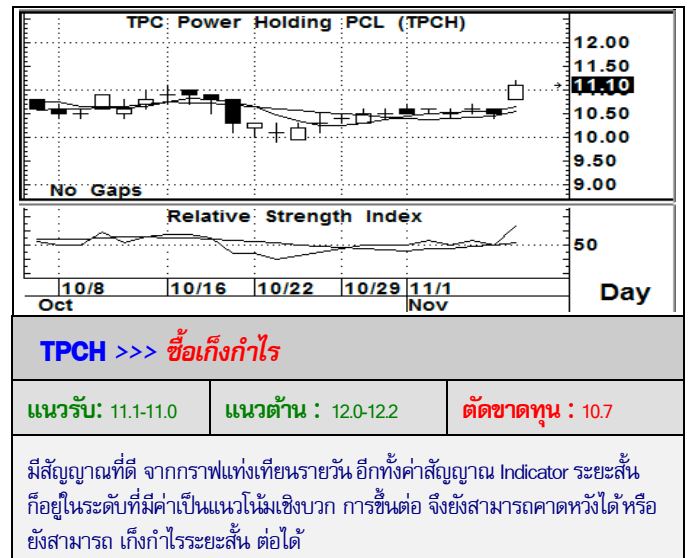 TPC Power Holding PCL (TPCH)
12.00
11.50
11.10
10.50
10.00
9.50
9.00
No Gaps
Relative Strength Index
50
10/8 10/16 10/22 10/29 11/1
Oct Nov
Day
TPCH >>> ซื้อเก็งกำไร
แนวรับ: 11.1-11.0 แนวต้าน : 12.0-12.2 ตัดขาดทุน : 10.7
มีสัญญาณที่ดี จากกราฟแท่งเทียนรายวัน อีกทั้งค่าสัญญาณ Indicator ระยะสั้น
ก็อยู่ในระดับที่มีค่าเป็นแนวโน้มเชิงบวก การขึ้นต่อ จึงยังสามารถคาดหวังได้ หรือ
ยังสามารถ เก็งกำไรระยะสั้น ต่อได้